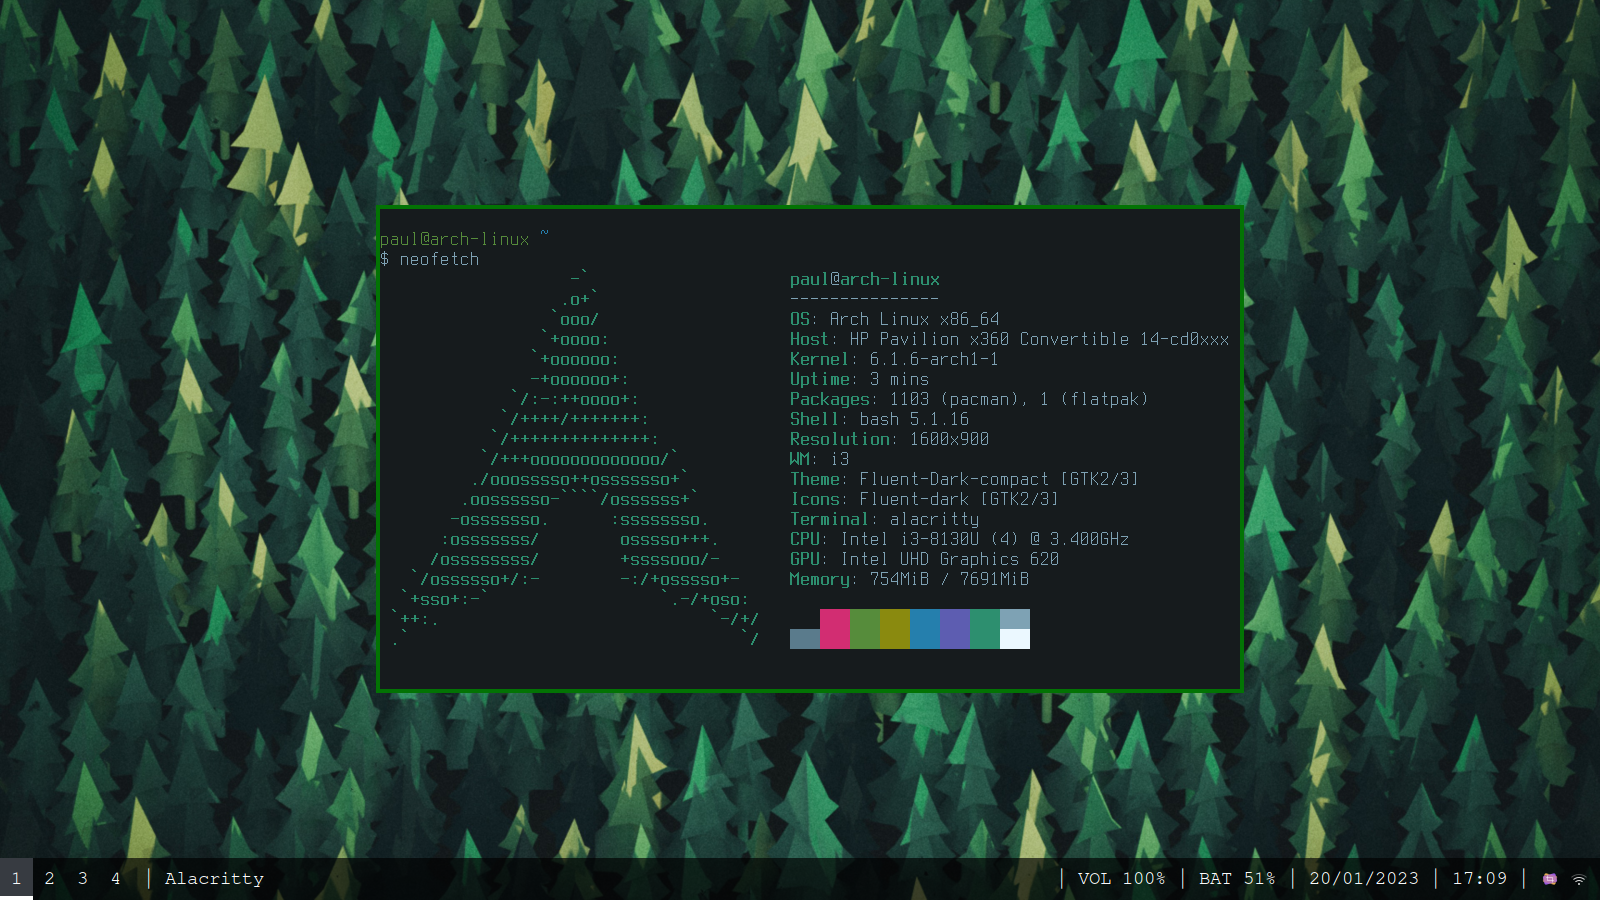 paul@arch-linux ~
$ neofetch
-`
.o+`
`ooo/
`+oooo:
`+oooooo:
-+oooooo+:
`/:-:++oooo+:
`/++++/+++++++:
`/++++++++++++++:
`/+++ooooooooooooo/`
./ooosssso++osssssso+`
.oossssso-````/ossssss+`
-osssssso.      :ssssssso.
:osssssss/        osssso+++.
/ossssssss/        +ssssooo/-
`/ossssso+/:-        -:/+osssso+-
`+sso+:-`                 `.-/+oso:
`++:.                           `-/+/
.`                                 `/
paul@arch-linux
---------------
OS: Arch Linux x86_64
Host: HP Pavilion x360 Convertible 14-cd0xxx
Kernel: 6.1.6-arch1-1
Uptime: 3 mins
Packages: 1103 (pacman), 1 (flatpak)
Shell: bash 5.1.16
Resolution: 1600x900
WM: i3
Theme: Fluent-Dark-compact [GTK2/3]
Icons: Fluent-dark [GTK2/3]
Terminal: alacritty
CPU: Intel i3-8130U (4) @ 3.400GHz
GPU: Intel UHD Graphics 620
Memory: 754MiB / 7691MiB
1 2 3 4 | Alacritty | VOL 100% | BAT 51% | 20/01/2023 | 17:09 |